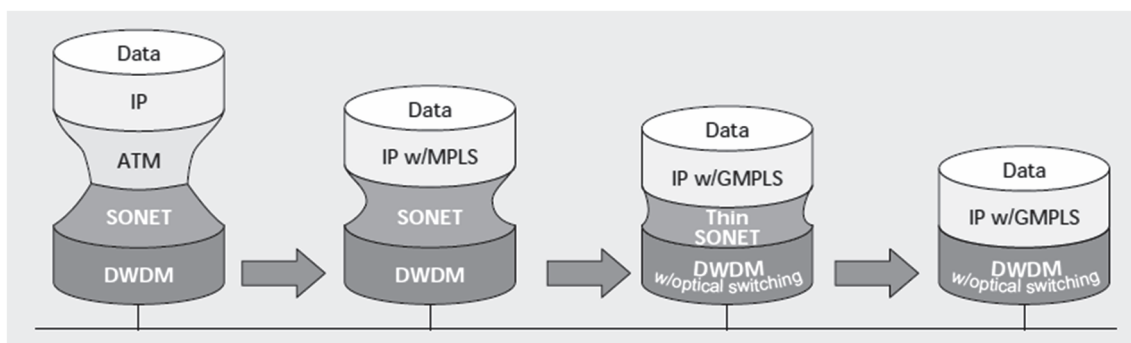 Data
IP
ATM
SONET
DWDM
Data
IP w/MPLS
SONET
DWDM
Data
IP w/GMPLS
Thin
SONET
DWDM
w/optical switching
Data
IP w/GMPLS
DWDM
w/optical switching